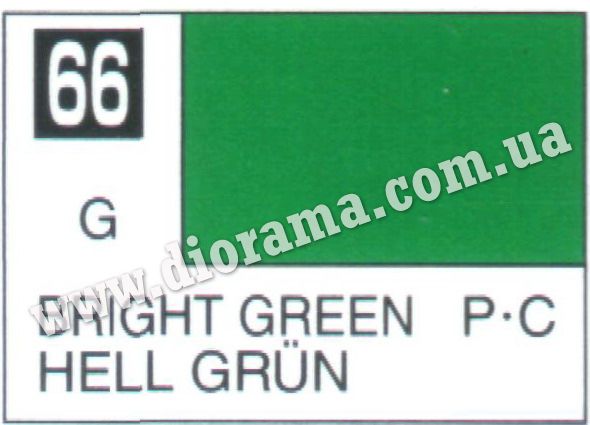 66
G
BRIGHT GREEN P·C
HELL GRÜN
www.diorama.com.ua